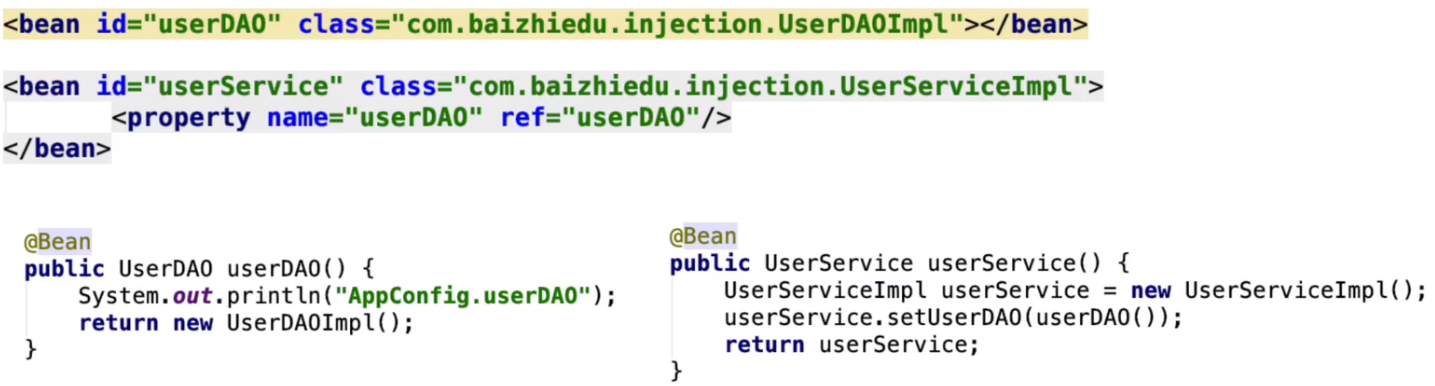 <bean id="userDAO" class="com.baizhiedu.injection.UserDAOImpl"></bean>
<bean id="userService" class="com.baizhiedu.injection.UserServiceImpl">
<property name="userDAO" ref="userDAO"/>
</bean>
@Bean
public UserDAO userDAO() {
System.out.println("AppConfig.userDAO");
return new UserDAOImpl();
}
@Bean
public UserService userService() {
UserServiceImpl userService = new UserServiceImpl();
userService.setUserDAO(userDAO());
return userService;
}